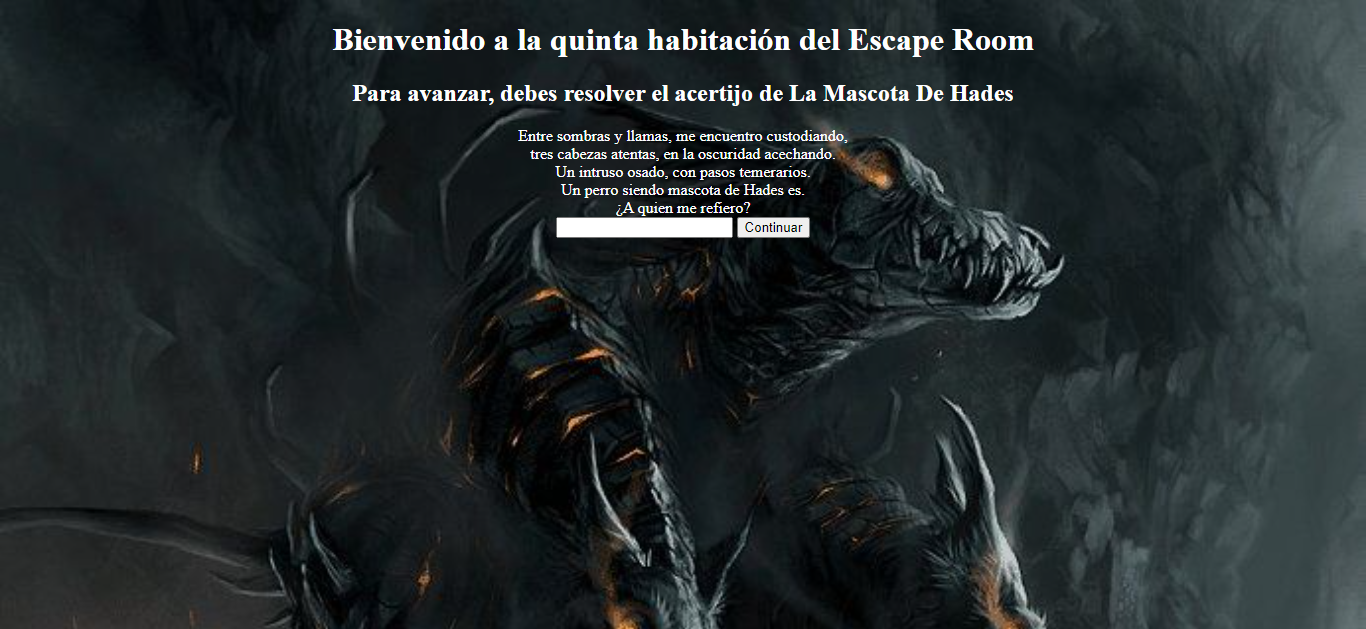 Bienvenido a la quinta habitación del Escape Room
Para avanzar, debes resolver el acertijo de La Mascota De Hades
Entre sombras y llamas, me encuentro custodiando,
tres cabezas atentas, en la oscuridad acechando.
Un intruso osado, con pasos temerarios.
Un perro siendo mascota de Hades es.
¿A quien me refiero?
Continuar